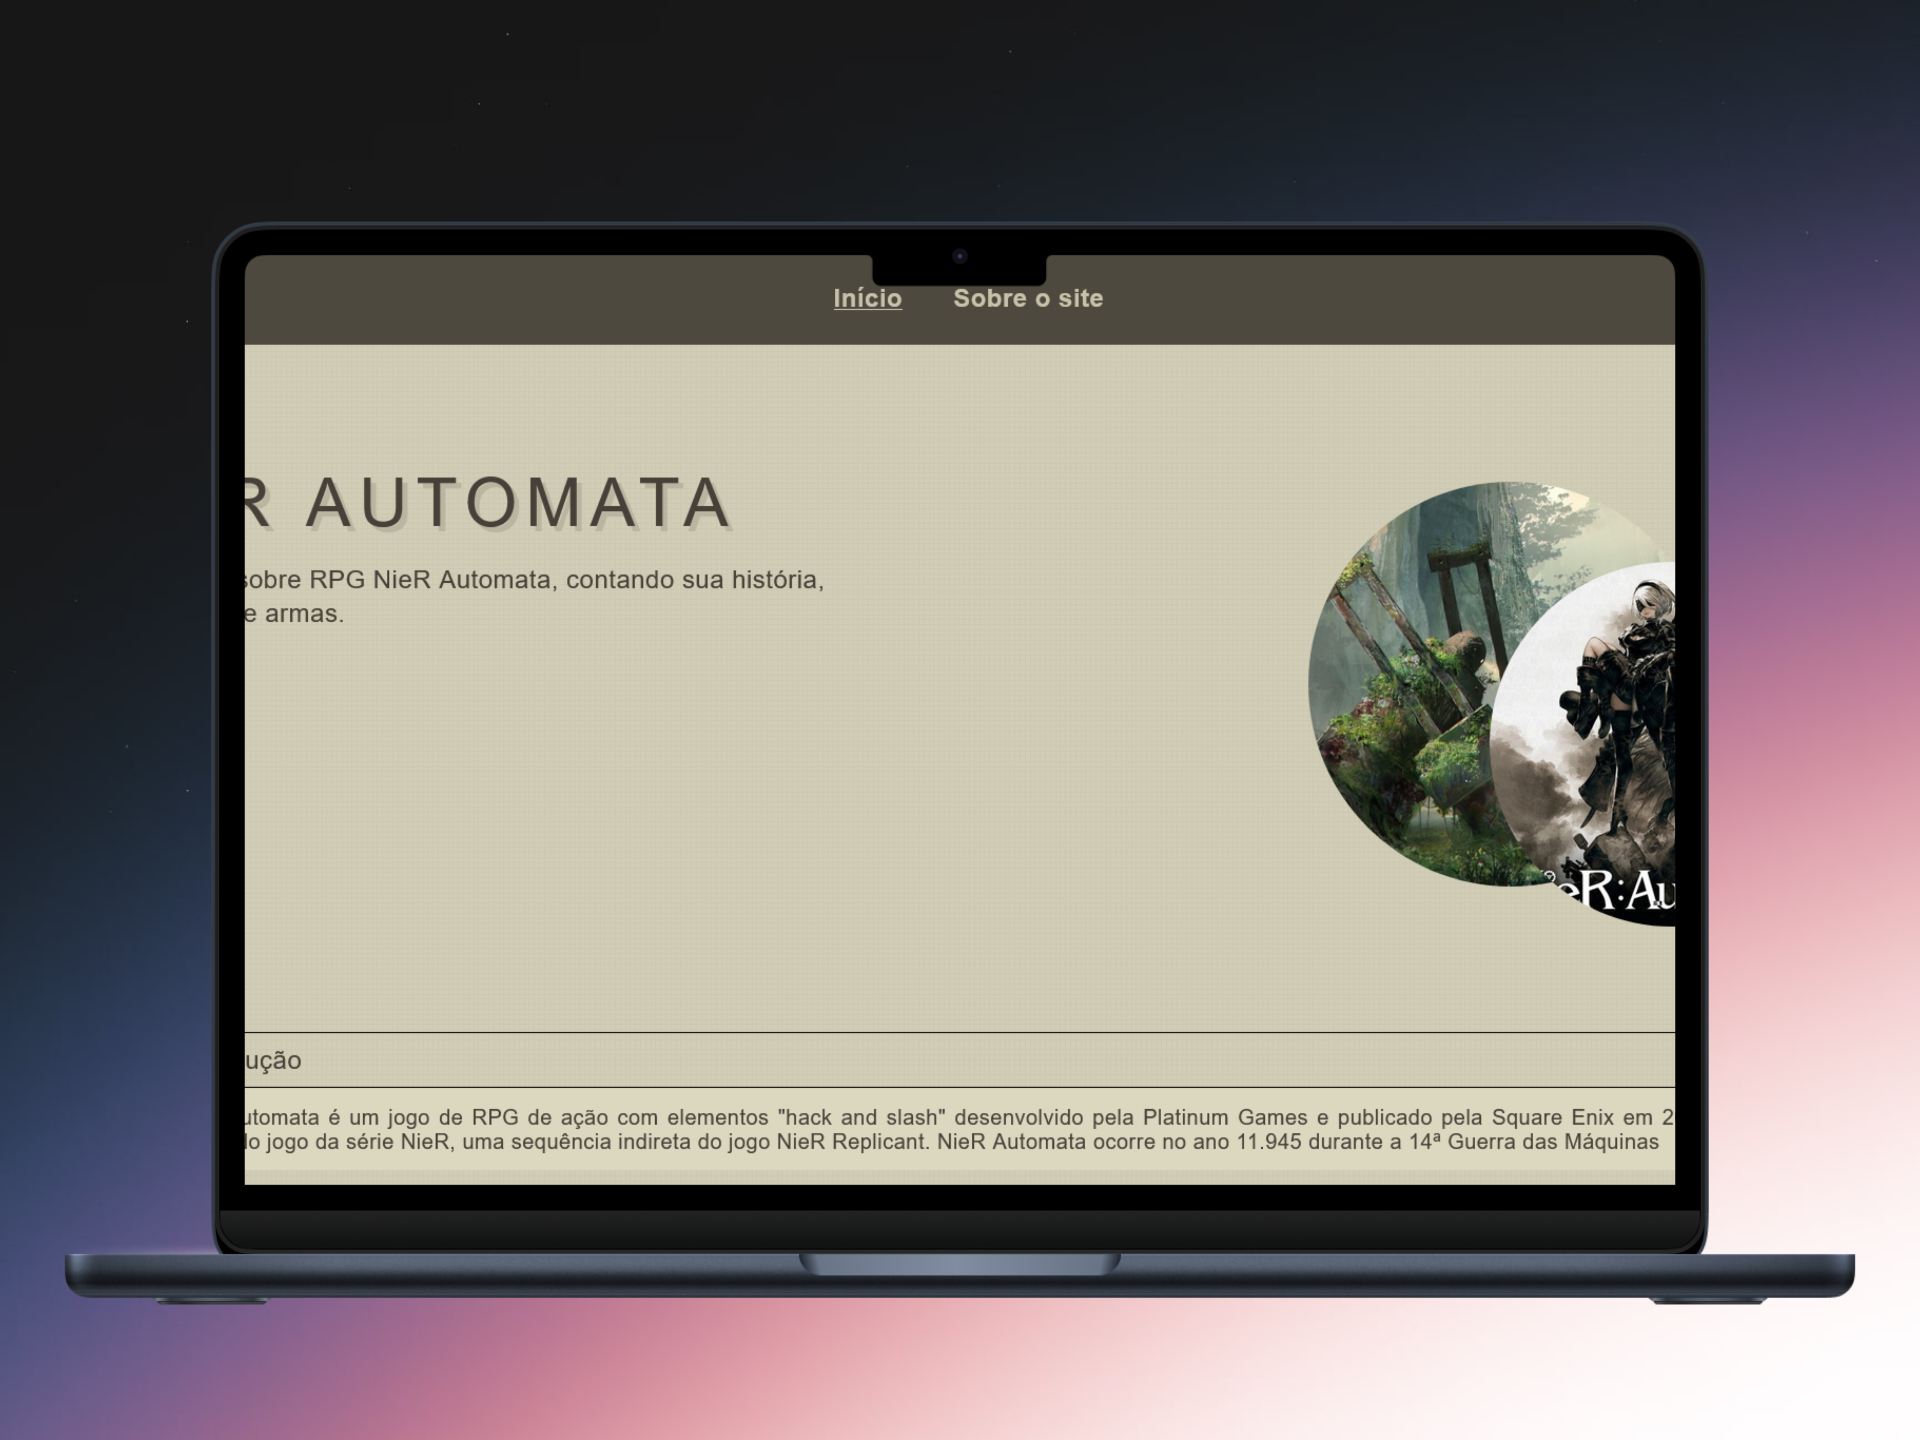 Início Sobre o site
R AUTOMATA
sobre RPG NieR Automata, contando sua história,
e armas.
eR:Au
ução
utomata é um jogo de RPG de ação com elementos "hack and slash" desenvolvido pela Platinum Games e publicado pela Square Enix em 2
do jogo da série NieR, uma sequência indireta do jogo NieR Replicant. NieR Automata ocorre no ano 11.945 durante a 14ª Guerra das Máquinas